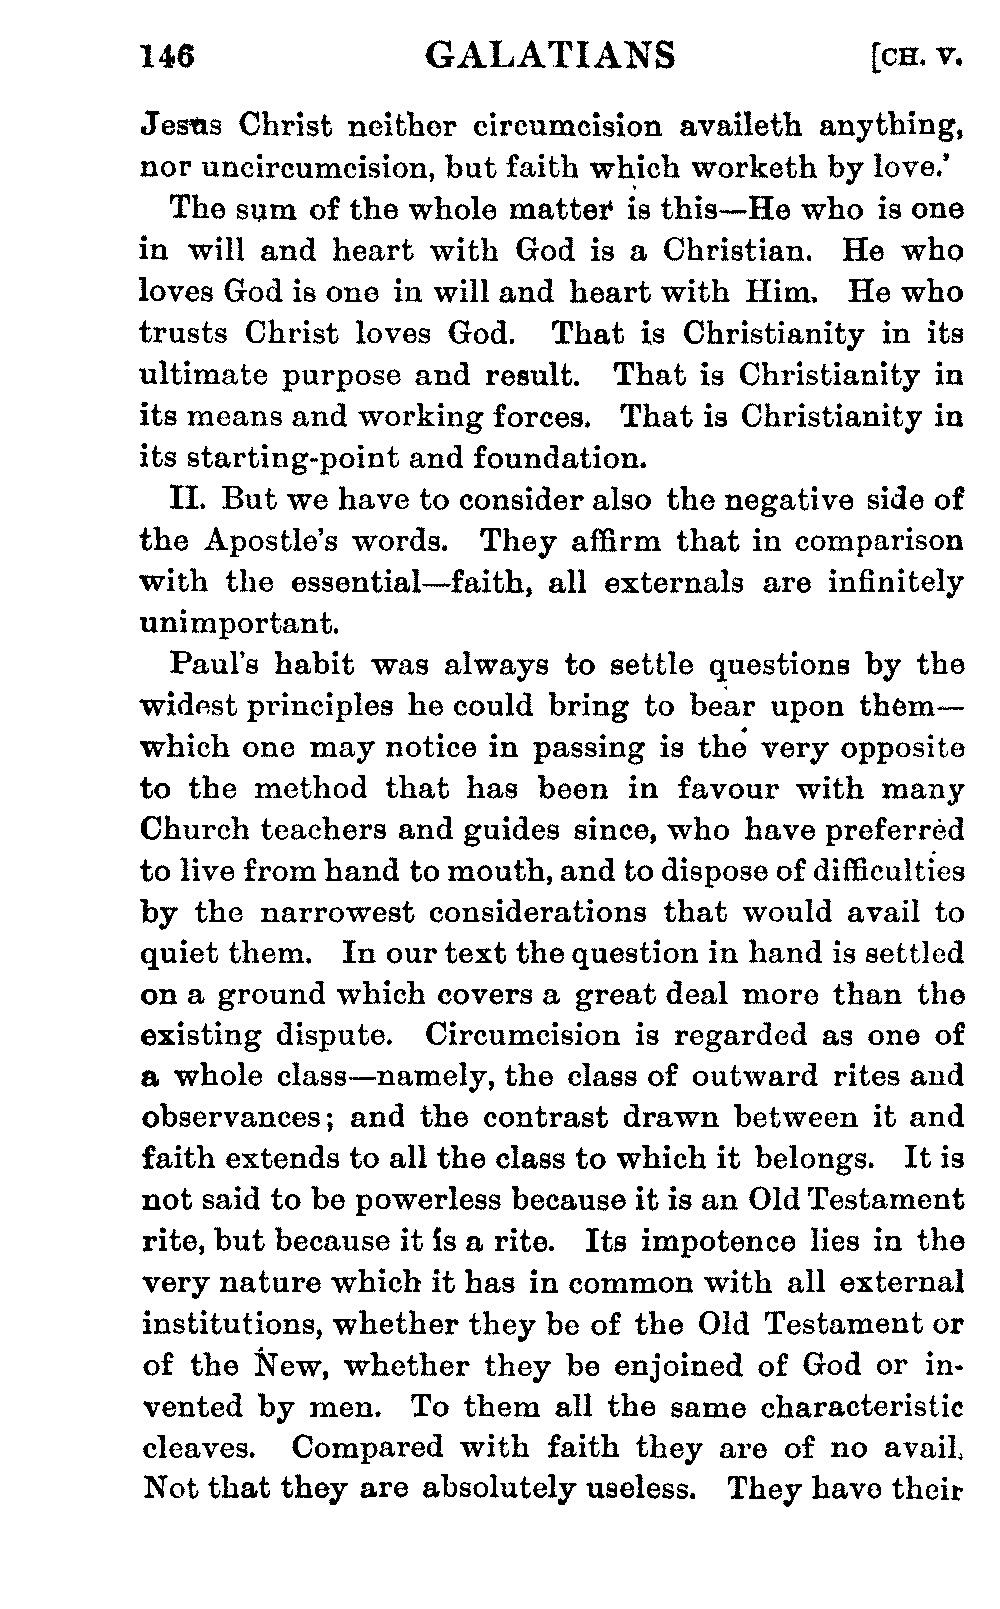 146 GALATIANS [CH. V.
Jesus Christ neither circumcision availeth anything,
nor uncircumcision, but faith which worketh by love.'
The sum of the whole matter is this—He who is one
in will and heart with God is a Christian. He who
loves God is one in will and heart with Him. He who
trusts Christ loves God. That is Christianity in its
ultimate purpose and result. That is Christianity in
its means and working forces. That is Christianity in
its starting-point and foundation.
II. But we have to consider also the negative side of
the Apostle's words. They affirm that in comparison
with the essential—faith, all externals are infinitely
unimportant.
Paul's habit was always to settle questions by the
widest principles he could bring to bear upon them—
which one may notice in passing is the very opposite
to the method that has been in favour with many
Church teachers and guides since, who have preferred
to live from hand to mouth, and to dispose of difficulties
by the narrowest considerations that would avail to
quiet them. In our text the question in hand is settled
on a ground which covers a great deal more than the
existing dispute. Circumcision is regarded as one of
a whole class—namely, the class of outward rites and
observances; and the contrast drawn between it and
faith extends to all the class to which it belongs. It is
not said to be powerless because it is an Old Testament
rite, but because it is a rite. Its impotence lies in the
very nature which it has in common with all external
institutions, whether they be of the Old Testament or
of the New, whether they be enjoined of God or in-
vented by men. To them all the same characteristic
cleaves. Compared with faith they are of no avail.
Not that they are absolutely useless. They have their